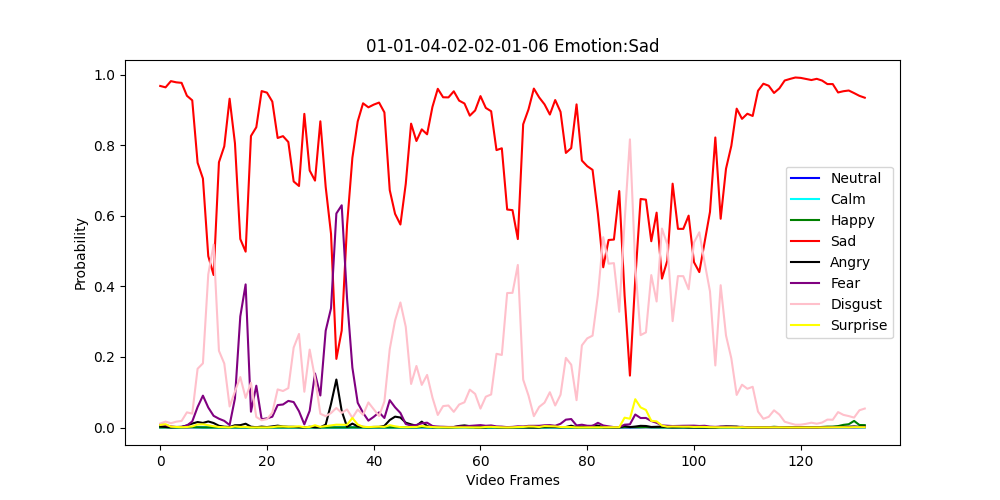 01-01-04-02-02-01-06 Emotion:Sad
1.0
0.8
0.6
0.4
0.2
0.0
Probability
0 20 40 60 80 100 120
Video Frames
Neutral
Calm
Happy
Sad
Angry
Fear
Disgust
Surprise